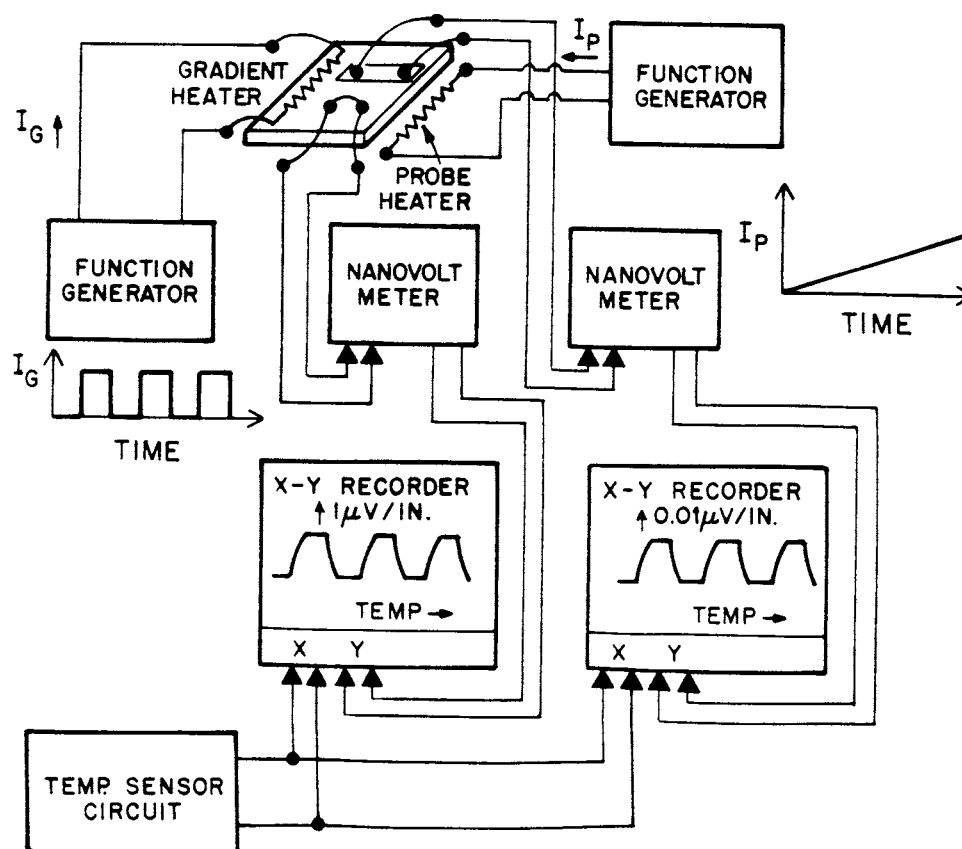 GRADIENT
HEATER
I_P
FUNCTION
GENERATOR
I_G
PROBE
HEATER
FUNCTION
GENERATOR
NANOVOLT
METER
NANOVOLT
METER
I_P
TIME
I_G
TIME
X-Y RECORDER
↑ 1μV/IN.
TEMP →
X Y
X-Y RECORDER
↑ 0.01μV/IN.
TEMP →
X Y
TEMP. SENSOR
CIRCUIT